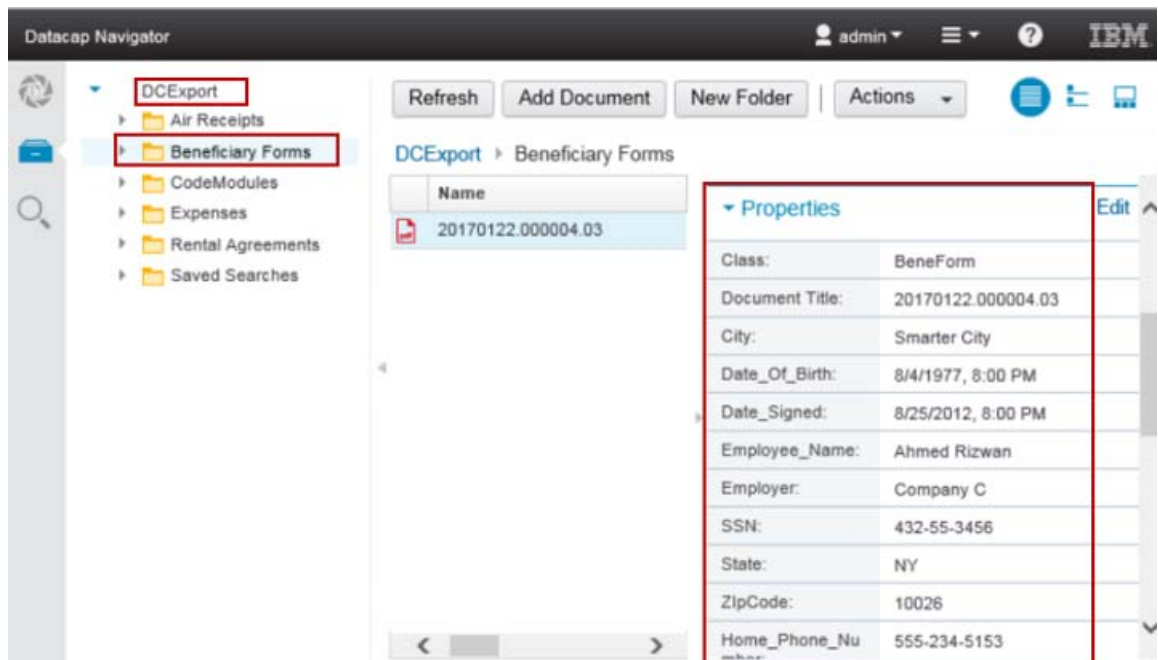 Datacap Navigator
admin
?
IBM
DCExport
Air Receipts
Beneficiary Forms
CodeModules
Expenses
Rental Agreements
Saved Searches
Refresh Add Document New Folder | Actions
DCExport Beneficiary Forms
Name
20170122.000004.03
Properties Edit
Class: BeneForm
Document Title: 20170122.000004.03
City: Smarter City
Date_Of_Birth: 8/4/1977, 8:00 PM
Date_Signed: 8/25/2012, 8:00 PM
Employee_Name: Ahmed Rizwan
Employer: Company C
SSN: 432-55-3456
State: NY
ZIpCode: 10026
Home_Phone_Nu 555-234-5153